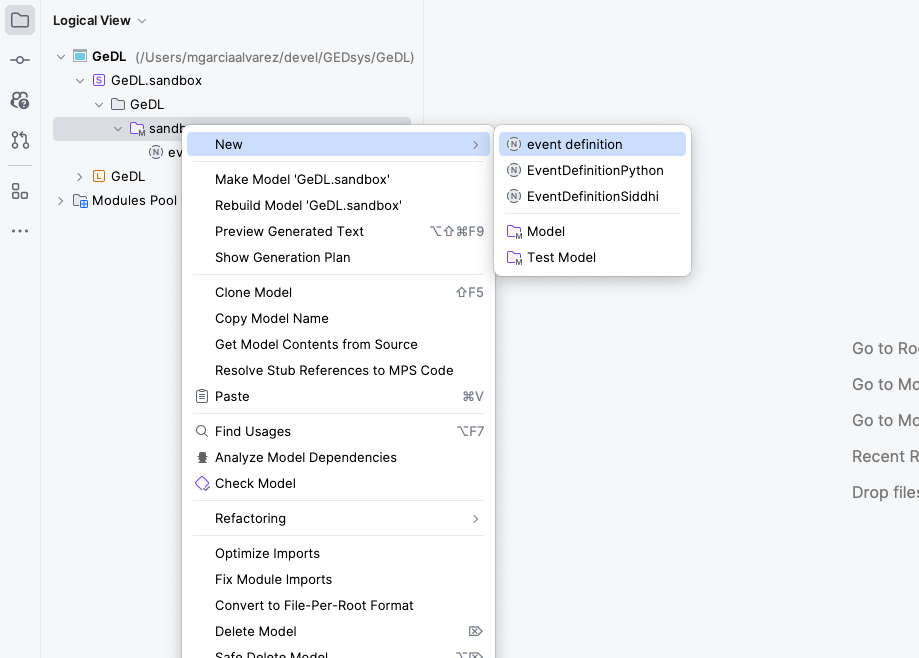 Logical View
GeDL (/Users/mgarciaalvarez/devel/GEDsys/GeDL)
GeDL.sandbox
GeDL
sandb
ev
GeDL
Modules Pool
New
Make Model 'GeDL.sandbox'
Rebuild Model 'GeDL.sandbox'
Preview Generated Text ⌥⇧⌘F9
Show Generation Plan
Clone Model ⇧F5
Copy Model Name
Get Model Contents from Source
Resolve Stub References to MPS Code
Paste ⌘V
Find Usages ⌥F7
Analyze Model Dependencies
Check Model
Refactoring
Optimize Imports
Fix Module Imports
Convert to File-Per-Root Format
Delete Model ⌦
Safe Delete Model ⌥⌦
event definition
EventDefinitionPython
EventDefinitionSiddhi
Model
Test Model
Go to Ro
Go to Mo
Go to Mo
Recent R
Drop files